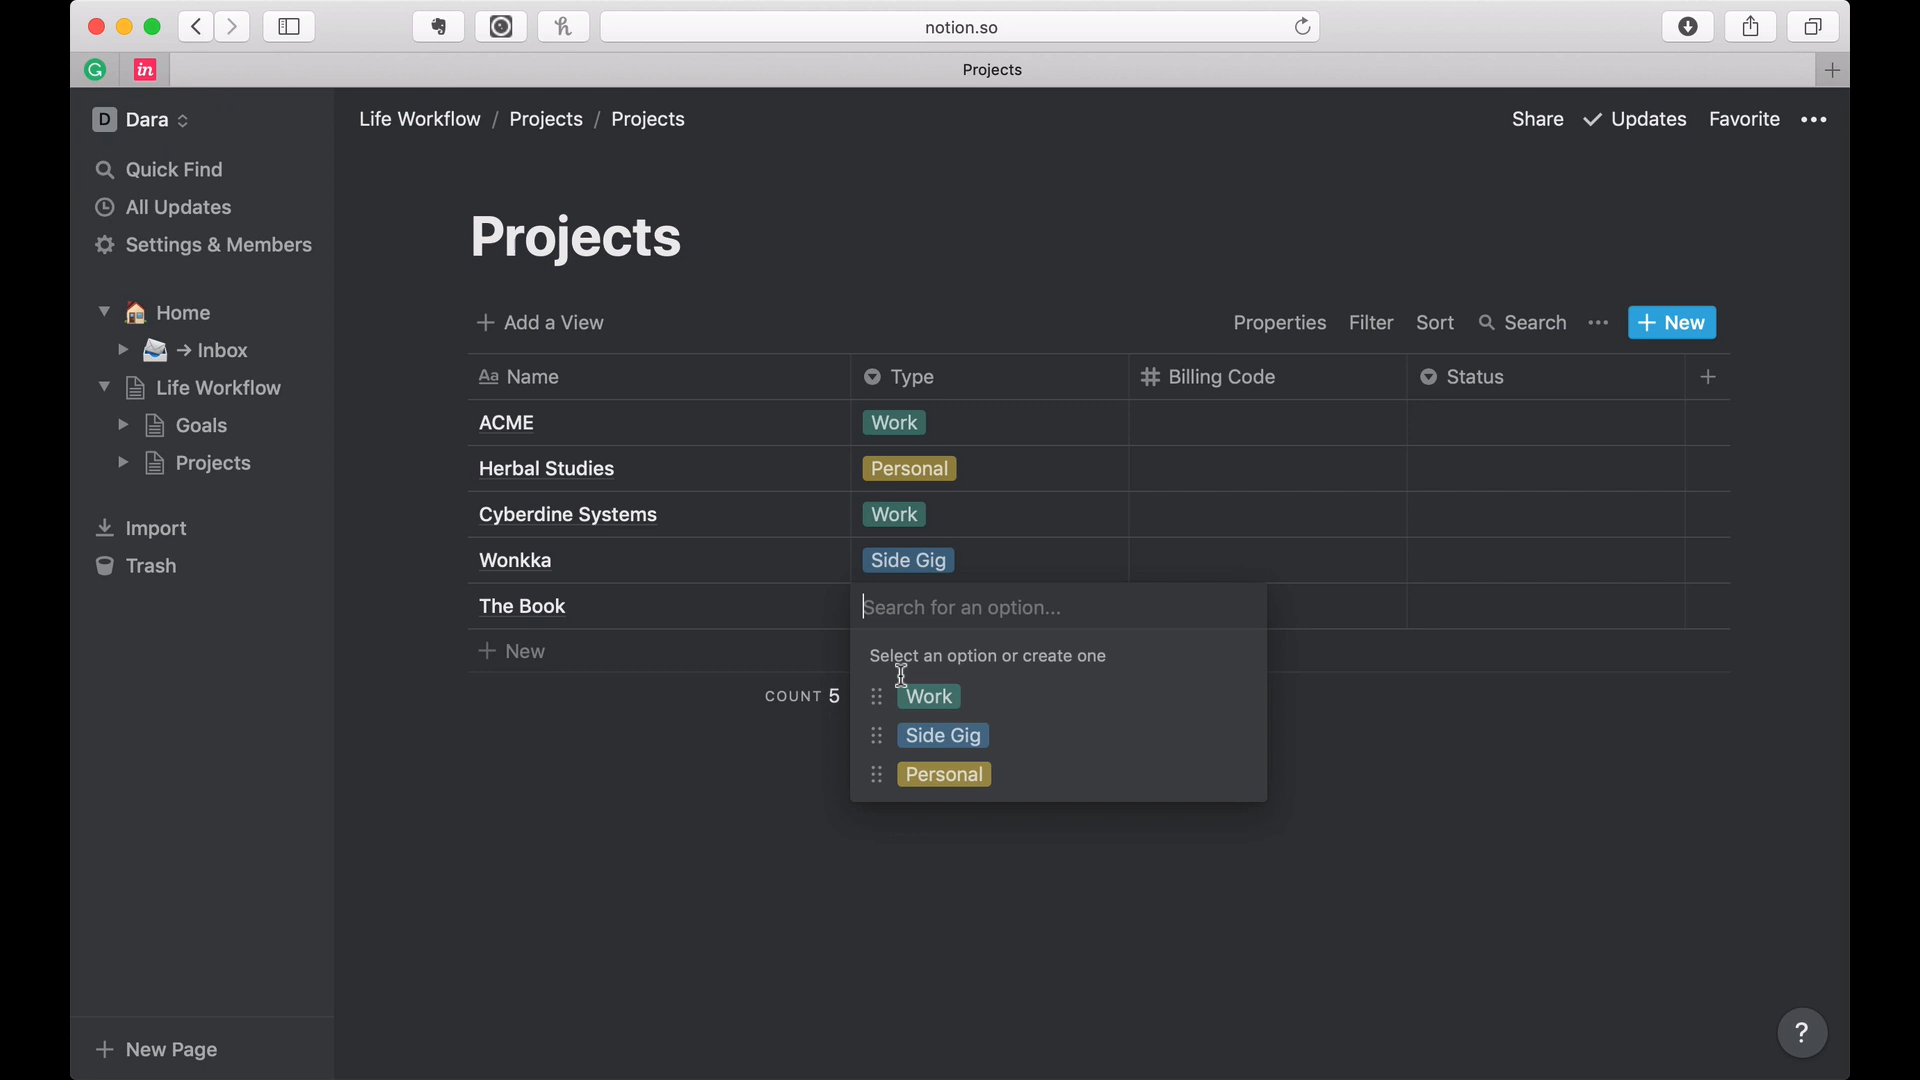 notion.so
G in Projects
D Dara Life Workflow / Projects / Projects Share Updates Favorite
Quick Find
All Updates
Settings & Members
Projects
Home
→ Inbox
Life Workflow
Goals
Projects
Import
Trash
Add a View Properties Filter Sort Search New
Aa Name Type # Billing Code Status
ACME Work
Herbal Studies Personal
Cyberdine Systems Work
Wonkka Side Gig
The Book Search for an option...
New
Select an option or create one
COUNT 5
Work
Side Gig
Personal
New Page
?